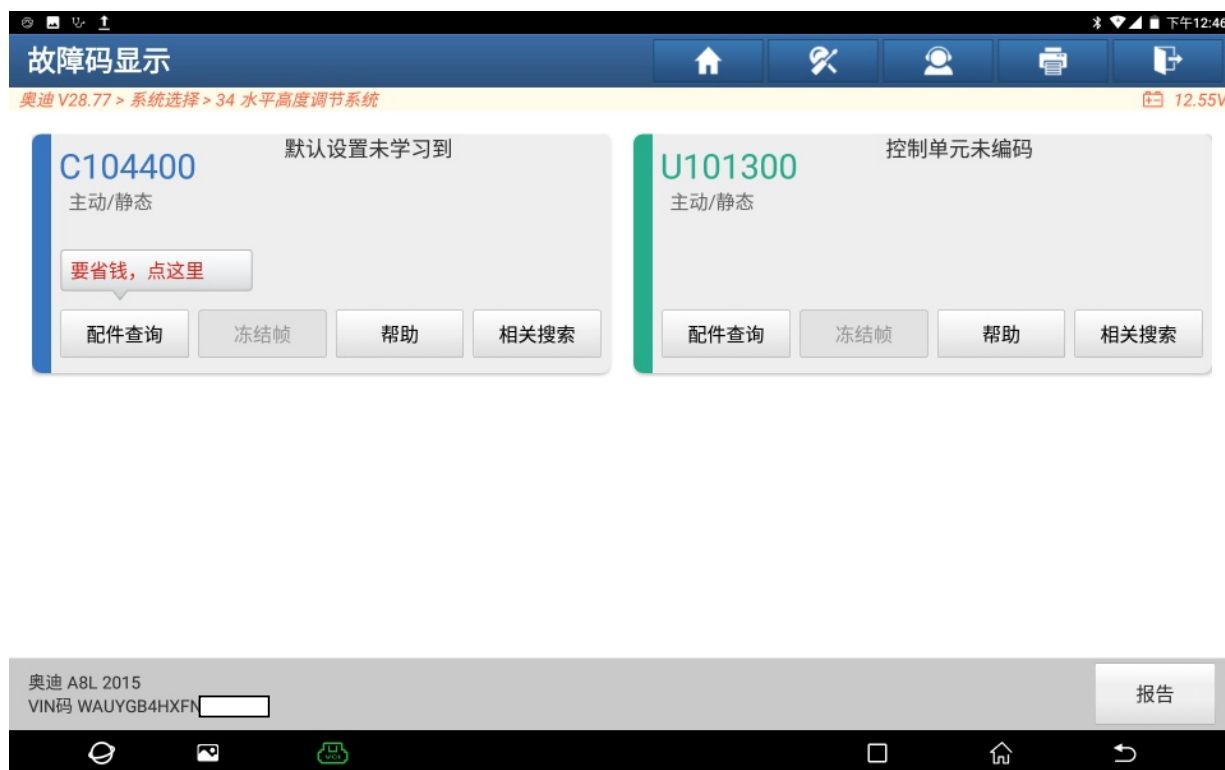 下午12:46
故障码显示
奥迪 V28.77 > 系统选择 > 34 水平高度调节系统
12.55V
C104400
默认设置未学习到
主动/静态
要省钱，点这里
配件查询
冻结帧
帮助
相关搜索
U101300
控制单元未编码
主动/静态
配件查询
冻结帧
帮助
相关搜索
奥迪 A8L 2015
VIN码 WAUYGB4HXFN
报告
VCI